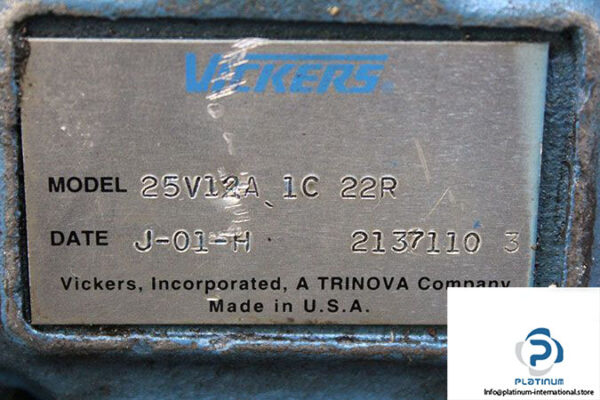 VICKERS®
MODEL 25V12A 1C 22R
DATE J-01-H 2137110 3
Vickers, Incorporated, A TRINOVA Company
Made in U.S.A.
PLATINUM
Info@platinum-international.store